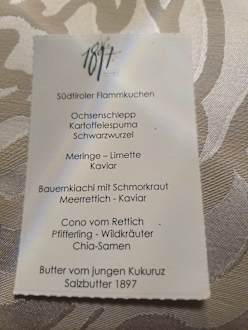 1897.
Südtiroler Flammkuchen
Ochsenschlepp
Kartoffelespuma
Schwarzwurzel
Meringe – Limette
Kaviar
Bauernkiachl mit Schmorkraut
Meerrettich - Kaviar
Cono vom Rettich
Pfifferling - Wildkräuter
Chia-Samen
Butter vom jungen Kukuruz
Salzbutter 1897